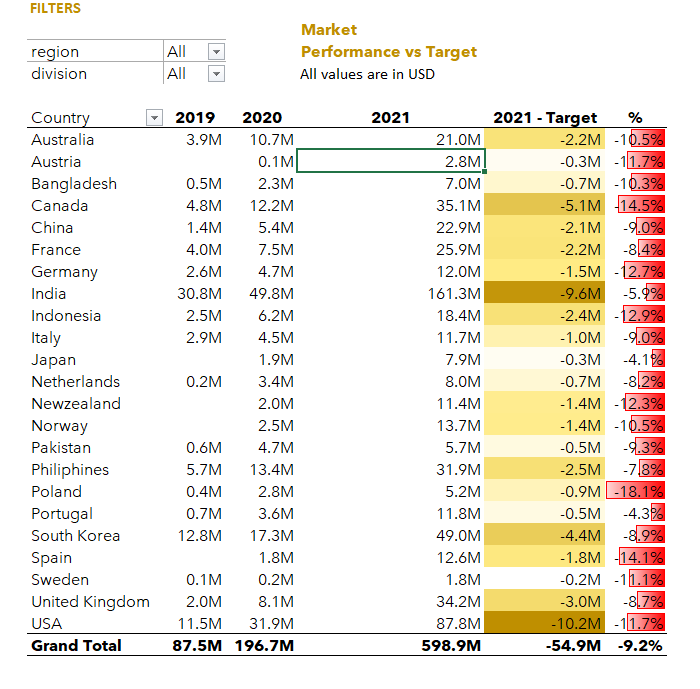 FILTERS
Market
region All Performance vs Target
division All All values are in USD
Country 2019 2020 2021 2021 - Target %
Australia 3.9M 10.7M 21.0M -2.2M -10.5%
Austria 0.1M 2.8M -0.3M -11.7%
Bangladesh 0.5M 2.3M 7.0M -0.7M -10.3%
Canada 4.8M 12.2M 35.1M -5.1M -14.5%
China 1.4M 5.4M 22.9M -2.1M -9.0%
France 4.0M 7.5M 25.9M -2.2M -8.4%
Germany 2.6M 4.7M 12.0M -1.5M -12.7%
India 30.8M 49.8M 161.3M -9.6M -5.9%
Indonesia 2.5M 6.2M 18.4M -2.4M -12.9%
Italy 2.9M 4.5M 11.7M -1.0M -9.0%
Japan 1.9M 7.9M -0.3M -4.1%
Netherlands 0.2M 3.4M 8.0M -0.7M -8.2%
Newzealand 2.0M 11.4M -1.4M -12.3%
Norway 2.5M 13.7M -1.4M -10.5%
Pakistan 0.6M 4.7M 5.7M -0.5M -9.3%
Philiphines 5.7M 13.4M 31.9M -2.5M -7.8%
Poland 0.4M 2.8M 5.2M -0.9M -18.1%
Portugal 0.7M 3.6M 11.8M -0.5M -4.3%
South Korea 12.8M 17.3M 49.0M -4.4M -8.9%
Spain 1.8M 12.6M -1.8M -14.1%
Sweden 0.1M 0.2M 1.8M -0.2M -11.1%
United Kingdom 2.0M 8.1M 34.2M -3.0M -8.7%
USA 11.5M 31.9M 87.8M -10.2M -11.7%
Grand Total 87.5M 196.7M 598.9M -54.9M -9.2%